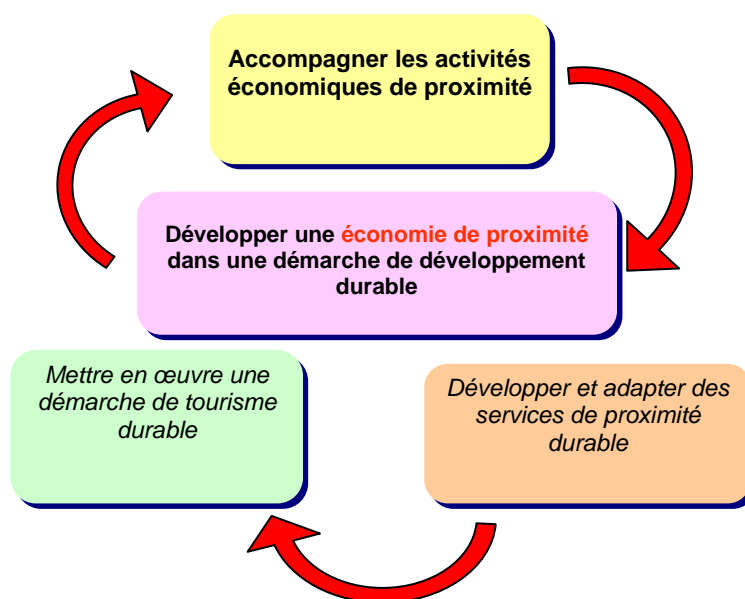 Accompagner les activités
économiques de proximité
Développer une économie de proximité
dans une démarche de développement
durable
Mettre en œuvre une
démarche de tourisme
durable
Développer et adapter des
services de proximité
durable